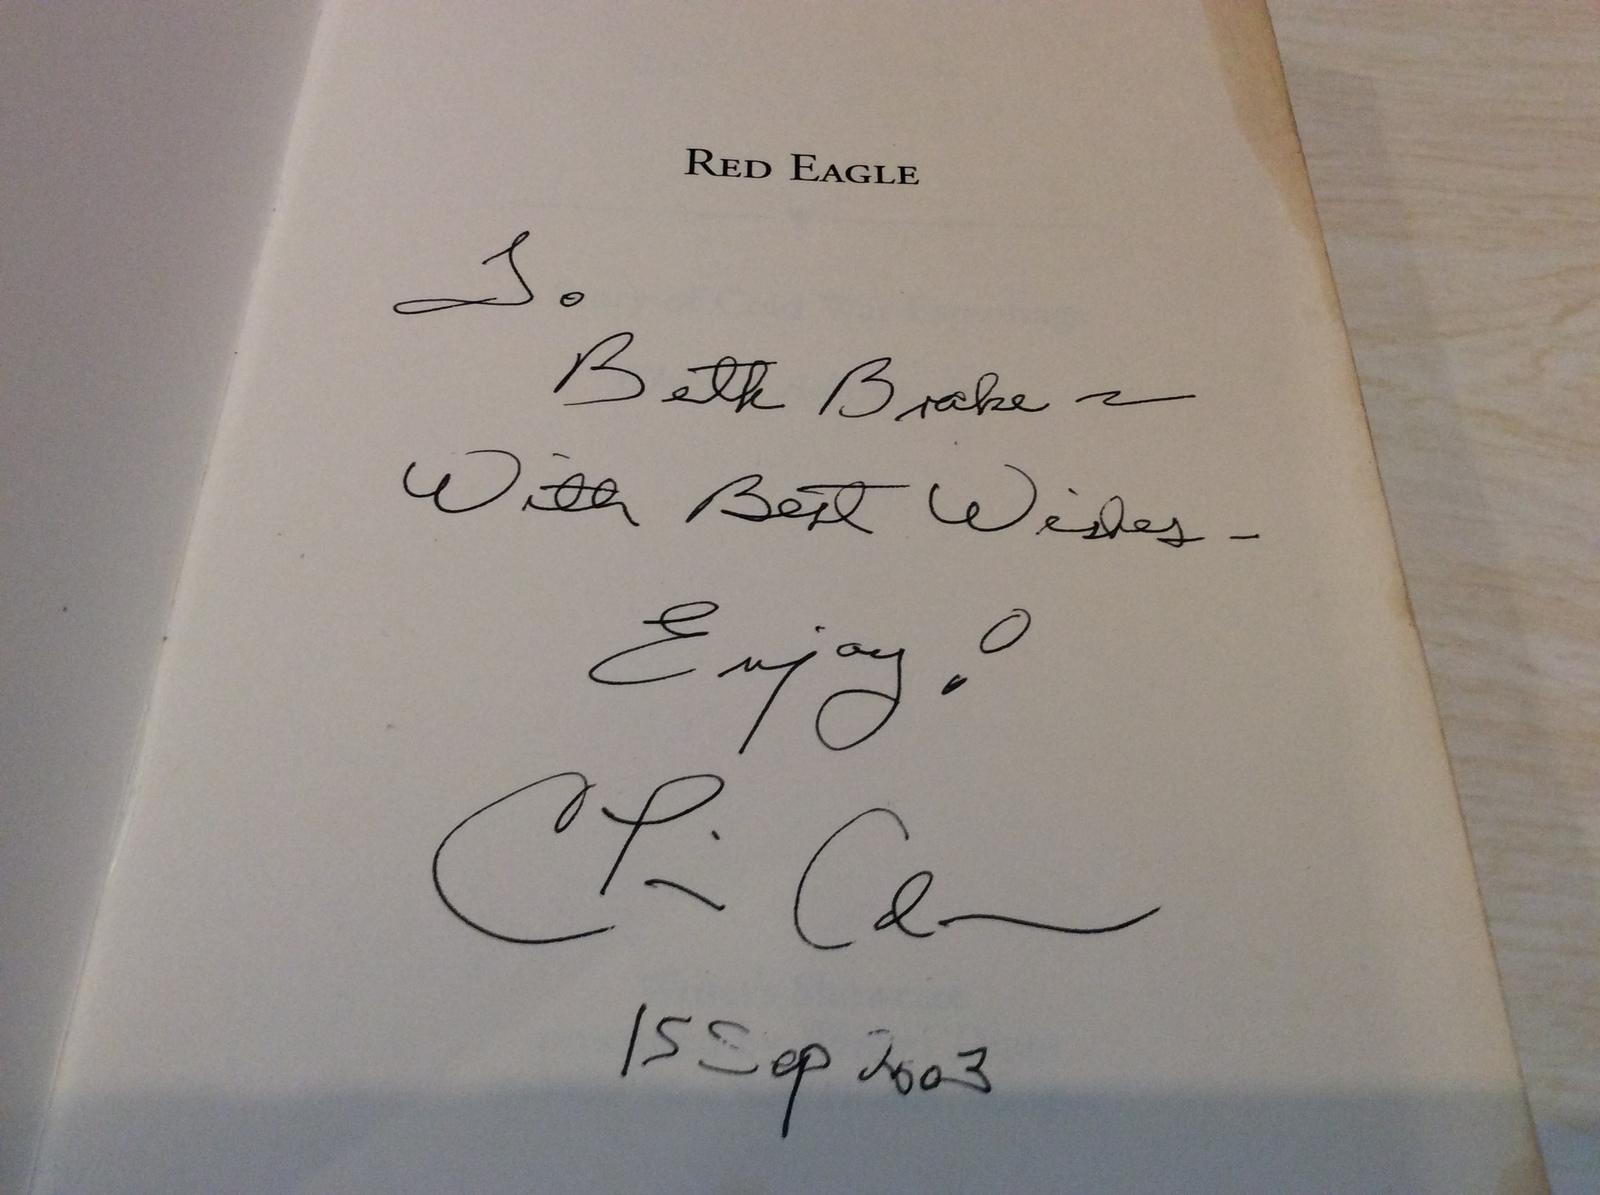 RED EAGLE
To
Beth Brake -
With Best Wishes -
Enjoy!
15 Sep 2003